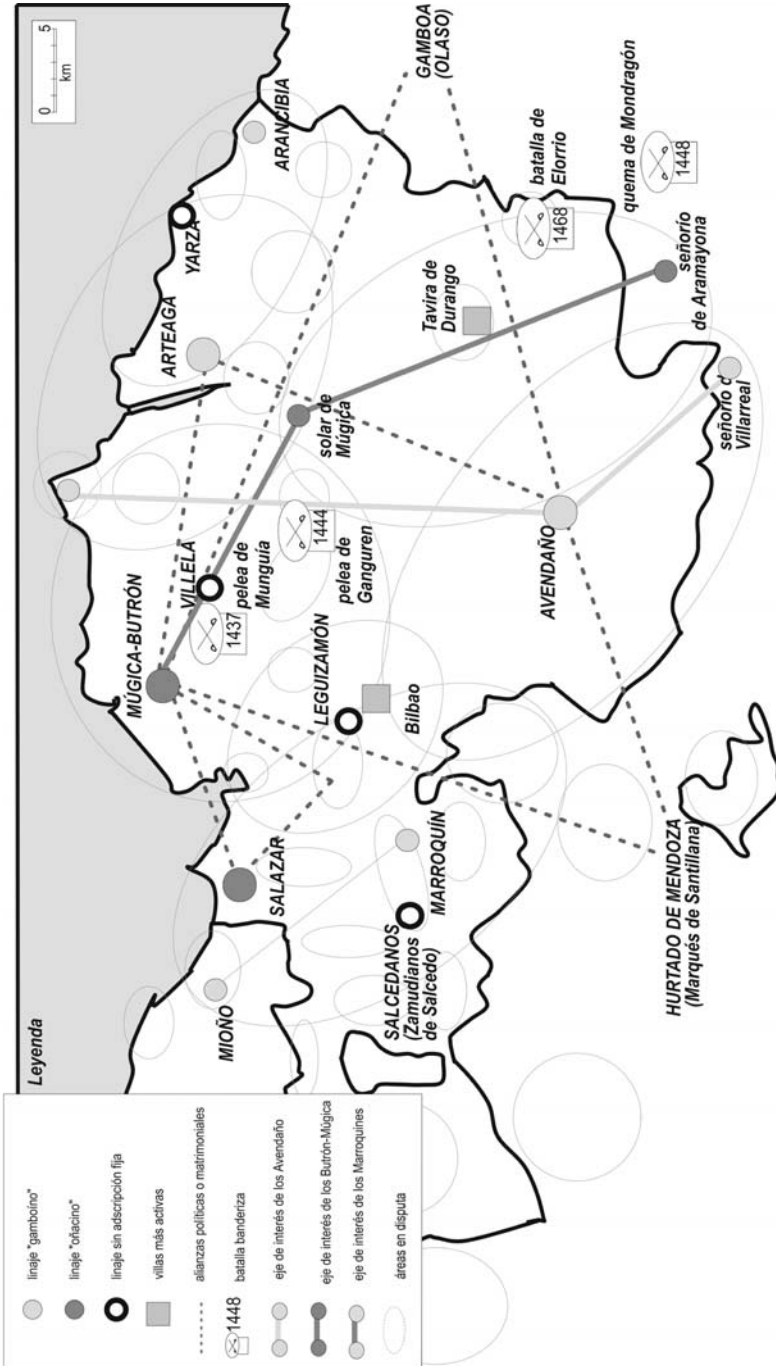 Leyenda
linaje "gamboíno"
linaje "oñacino"
linaje sin adscripción fija
villas más activas
alianzas políticas o matrimoniales
1448
batalla banderiza
eje de interés de los Avendaño
eje de interés de los Butrón-Múgica
eje de interés de los Marroquines
áreas en disputa
0 5
km
MIOÑO
SALAZAR
SALCEDANOS
(Zamudianos
de Salcedo)
MARROQUÍN
MÚGICA-BUTRÓN
LEGUIZAMÓN
Bilbao
VILLELA
1437
pelea de
Munguía
1444
pelea de
Ganguren
ARTEAGA
YARZA
ARANCIBIA
solar de
Múgica
Tavira de
Durango
AVENDAÑO
GAMBOA
(OLASO)
batalla de
Elorrio
1468
quema de Mondragón
1448
señorio
de Aramayona
señorio d
Villarreal
HURTADO DE MENDOZA
(Marqués de Santillana)